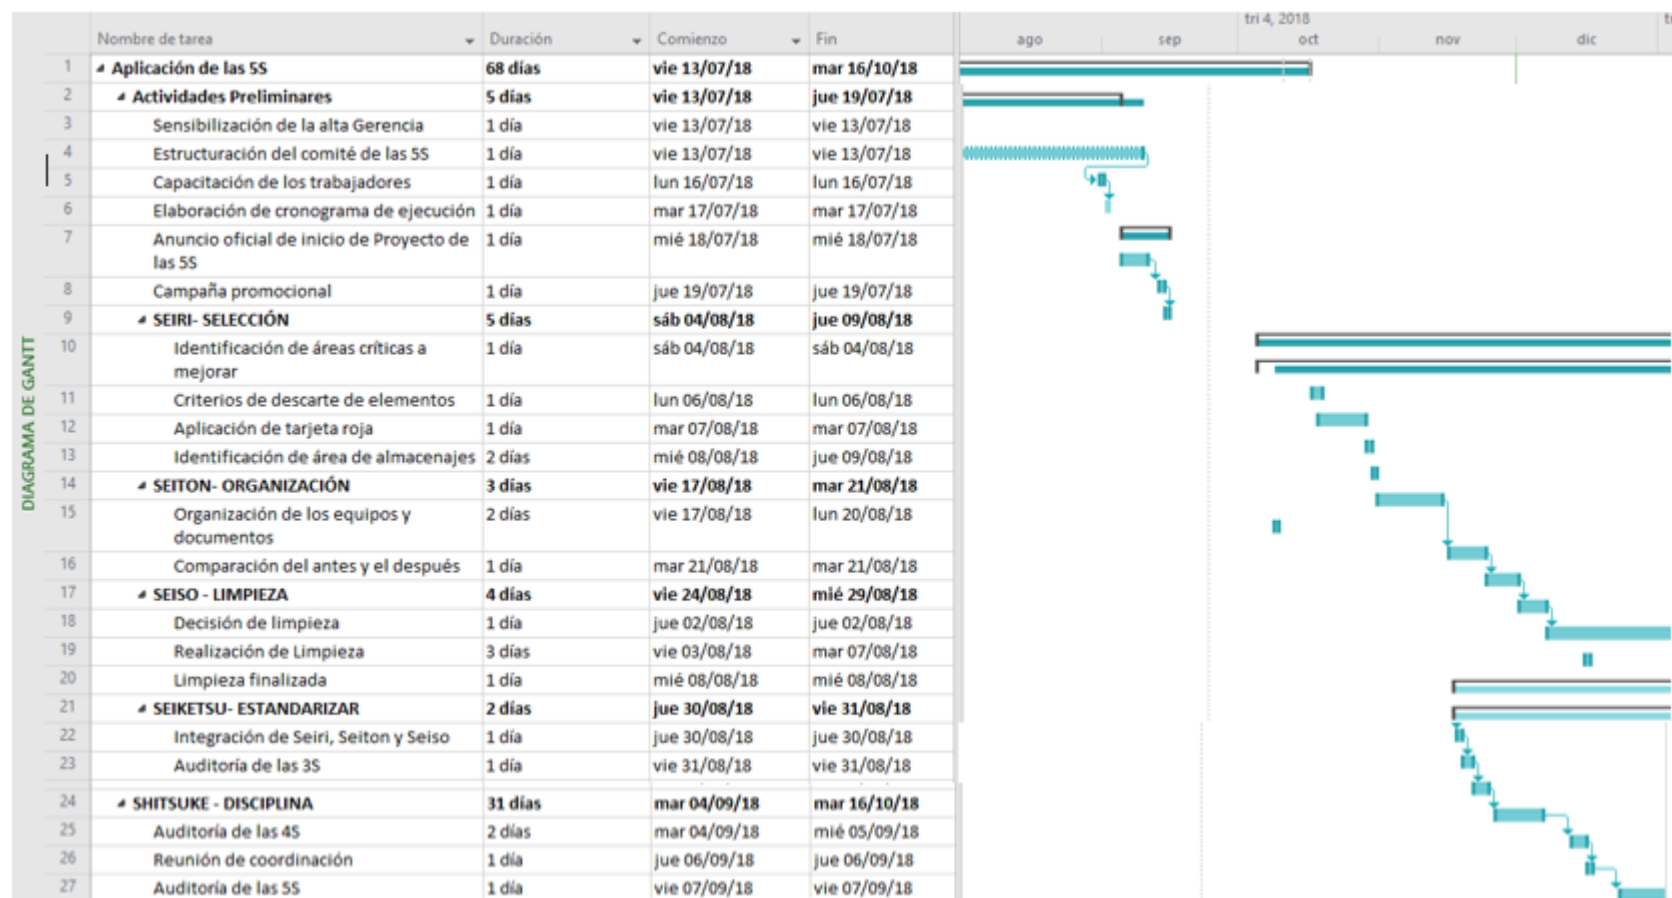 tri 4, 2018
Nombre de tarea Duración Comienzo Fin ago sep oct nov dic
1 Aplicación de las 5S 68 días vie 13/07/18 mar 16/10/18
2 Actividades Preliminares 5 días vie 13/07/18 jue 19/07/18
3 Sensibilización de la alta Gerencia 1 día vie 13/07/18 vie 13/07/18
4 Estructuración del comité de las 5S 1 día vie 13/07/18 vie 13/07/18
5 Capacitación de los trabajadores 1 día lun 16/07/18 lun 16/07/18
6 Elaboración de cronograma de ejecución 1 día mar 17/07/18 mar 17/07/18
7 Anuncio oficial de inicio de Proyecto de 1 día mié 18/07/18 mié 18/07/18
las 5S
8 Campaña promocional 1 día jue 19/07/18 jue 19/07/18
9 SEIRI- SELECCIÓN 5 días sáb 04/08/18 jue 09/08/18
10 Identificación de áreas críticas a 1 día sáb 04/08/18 sáb 04/08/18
mejorar
11 Criterios de descarte de elementos 1 día lun 06/08/18 lun 06/08/18
12 Aplicación de tarjeta roja 1 día mar 07/08/18 mar 07/08/18
13 Identificación de área de almacenajes 2 días mié 08/08/18 jue 09/08/18
14 SEITON- ORGANIZACIÓN 3 días vie 17/08/18 mar 21/08/18
15 Organización de los equipos y 2 días vie 17/08/18 lun 20/08/18
documentos
16 Comparación del antes y el después 1 día mar 21/08/18 mar 21/08/18
17 SEISO - LIMPIEZA 4 días vie 24/08/18 mié 29/08/18
18 Decisión de limpieza 1 día jue 02/08/18 jue 02/08/18
19 Realización de Limpieza 3 días vie 03/08/18 mar 07/08/18
20 Limpieza finalizada 1 día mié 08/08/18 mié 08/08/18
21 SEIKETSU- ESTANDARIZAR 2 días jue 30/08/18 vie 31/08/18
22 Integración de Seiri, Seiton y Seiso 1 día jue 30/08/18 jue 30/08/18
23 Auditoría de las 3S 1 día vie 31/08/18 vie 31/08/18
24 SHITSUKE - DISCIPLINA 31 días mar 04/09/18 mar 16/10/18
25 Auditoría de las 4S 2 días mar 04/09/18 mié 05/09/18
26 Reunión de coordinación 1 día jue 06/09/18 jue 06/09/18
27 Auditoría de las 5S 1 día vie 07/09/18 vie 07/09/18
DIAGRAMA DE GANTT